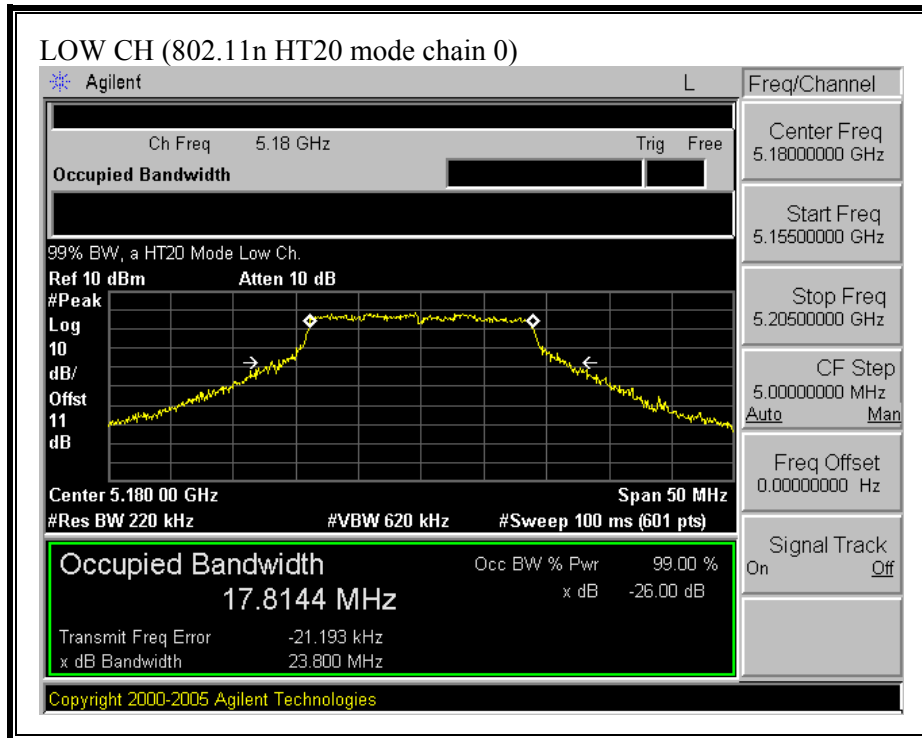 LOW CH (802.11n HT20 mode chain 0)
Agilent L
Freq/Channel
Ch Freq 5.18 GHz Trig Free
Occupied Bandwidth
Center Freq
5.18000000 GHz
Start Freq
5.15500000 GHz
Stop Freq
5.20500000 GHz
CF Step
5.00000000 MHz
Auto Man
Freq Offset
0.00000000 Hz
Signal Track
On Off
99% BW, a HT20 Mode Low Ch.
Ref 10 dBm Atten 10 dB
#Peak
Log
10
dB/
Offst
11
dB
Center 5.180 00 GHz Span 50 MHz
#Res BW 220 kHz #VBW 620 kHz #Sweep 100 ms (601 pts)
Occupied Bandwidth Occ BW % Pwr 99.00 %
17.8144 MHz x dB -26.00 dB
Transmit Freq Error -21.193 kHz
x dB Bandwidth 23.800 MHz
Copyright 2000-2005 Agilent Technologies